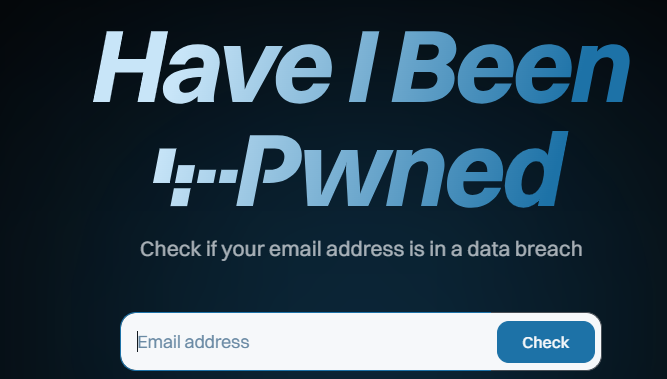 Have I Been
Pwned
Check if your email address is in a data breach
Email address
Check